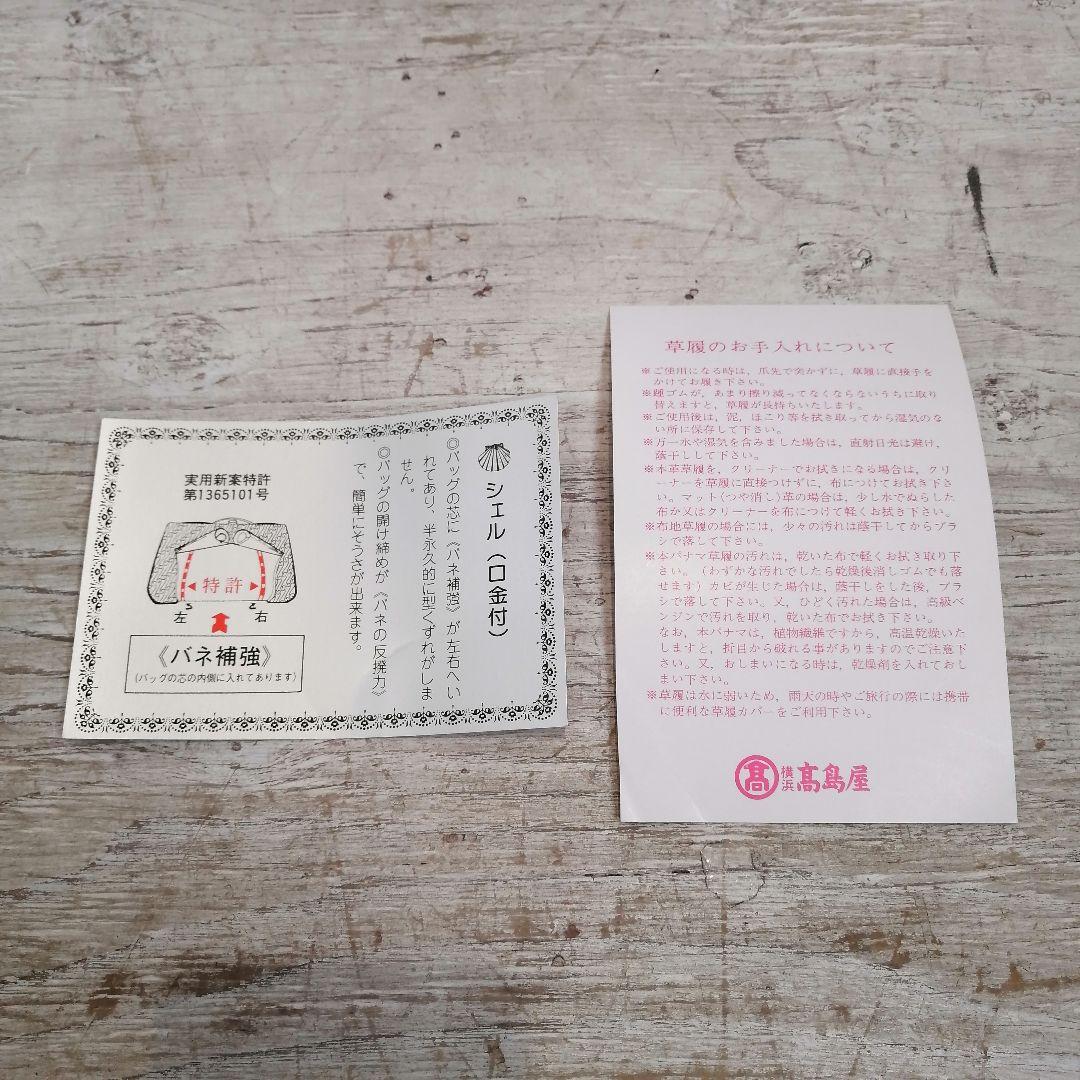 シェル（口金付）
◎バッグの芯に《バネ補強》が左右へい
れてあり、半永久的に型くずれがしま
せん。
◎バッグの開け締めが《バネの反撥力》
で、簡単にそうさが出来ます。
実用新案特許
第1365101号
特許
左 右
《バネ補強》
(バッグの芯の内側に入れてあります)
草履のお手入れについて
※ご使用になる時は、爪先で突かずに、草履に直接手を
かけてお履き下さい。
※踵ゴムが、あまり擦り減ってなくならないうちに取り
替えますと、草履が長持ちいたします。
※ご使用後は、泥、ほこり等を拭き取ってから湿気のな
い所に保存して下さい。
※万一水や湿気を含みました場合は、直射日光は避け、
蔭干しして下さい。
※本革草履を、クリーナーでお拭きになる場合は、クリ
ーナーを草履に直接つけずに、布につけてお拭き下さ
い。マット(つや消し)革の場合は、少し水でぬらした
布か又はクリーナーを布につけて軽くお拭き下さい。
※布地草履の場合には、少々の汚れは蔭干してからブラ
シで落して下さい。
※本パナマ草履の汚れは、乾いた布で軽くお拭き取り下
さい。(わずかな汚れでしたら乾燥後消しゴムでも落
せます)カビが生じた場合は、蔭干しをした後、ブラ
シで落して下さい。又、ひどく汚れた場合は、高級ベ
ンジンで汚れを取り、乾いた布でお拭き下さい。
なお、本パナマは、植物繊維ですから、高温乾燥いた
しますと、折目から破れる事がありますのでご注意下
さい。又、おしまいになる時は、乾燥剤を入れておし
まい下さい。
※草履は水に弱いため、雨天の時やご旅行の際には携帯
に便利な草履カバーをご利用下さい。
髙 横浜 髙島屋